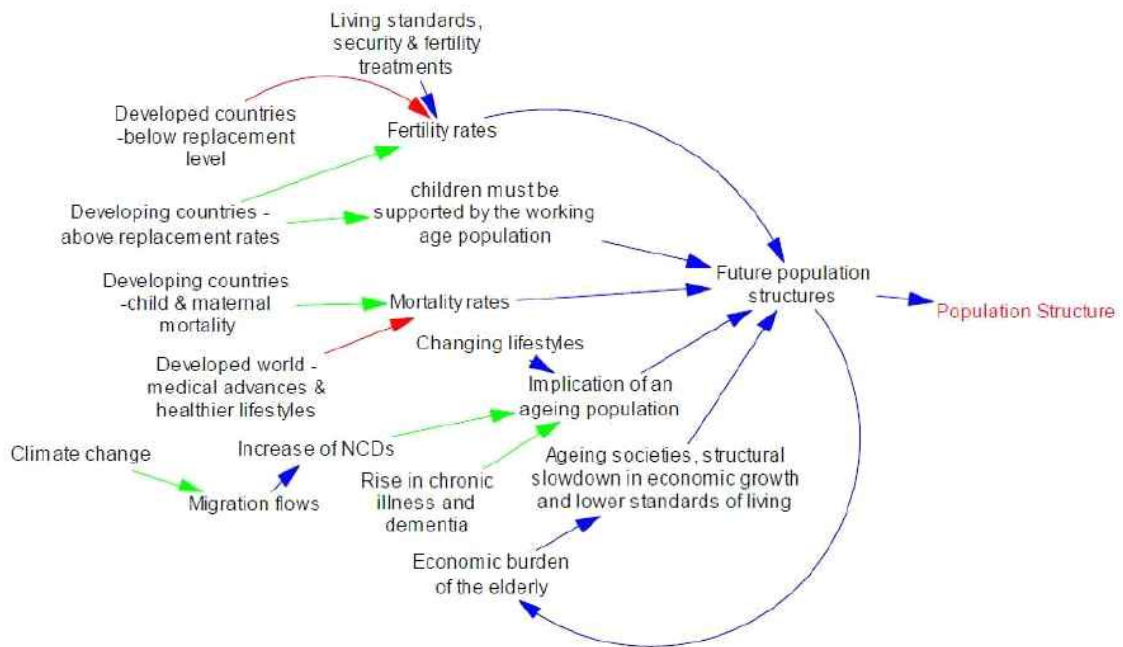 Living standards,
security & fertility
treatments
Developed countries
-below replacement
level
Fertility rates
children must be
supported by the working
age population
Developing countries -
above replacement rates
Future population
structures
Population Structure
Developing countries
-child & maternal
mortality
Mortality rates
Changing lifestyles
Developed world -
medical advances &
healthier lifestyles
Implication of an
ageing population
Climate change
Increase of NCDs
Migration flows
Rise in chronic
illness and
dementia
Ageing societies, structural
slowdown in economic growth
and lower standards of living
Economic burden
of the elderly